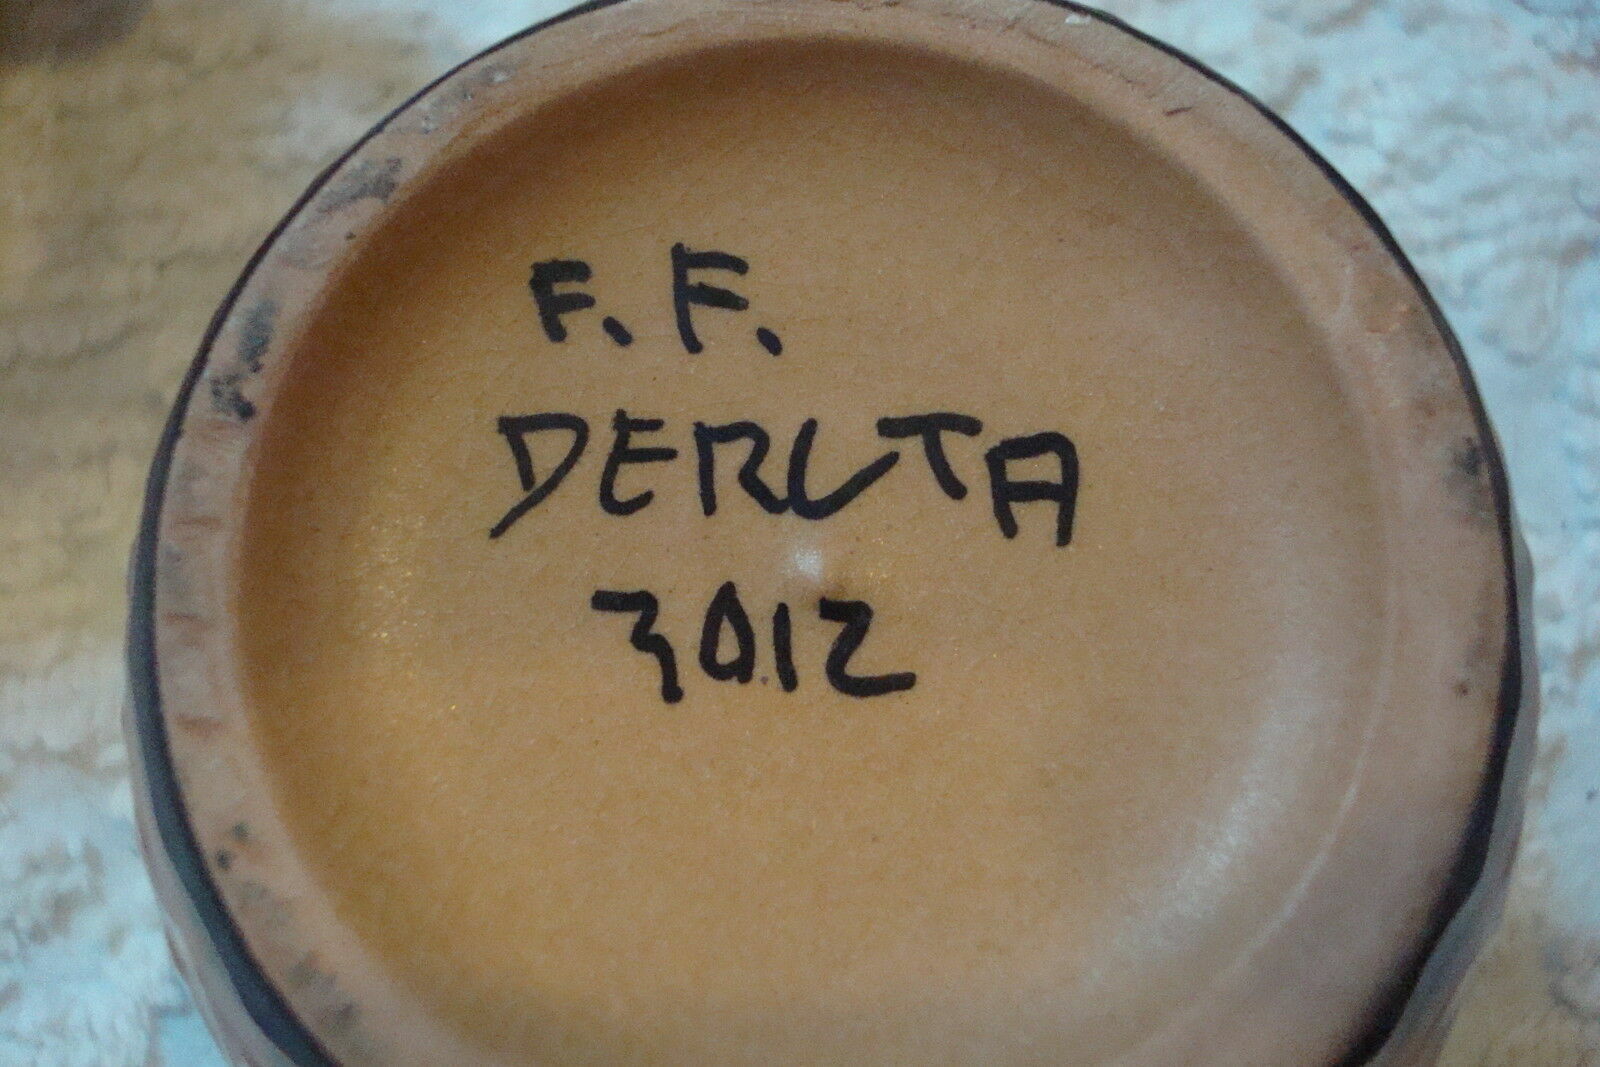 F. F.
DERUTA
3012